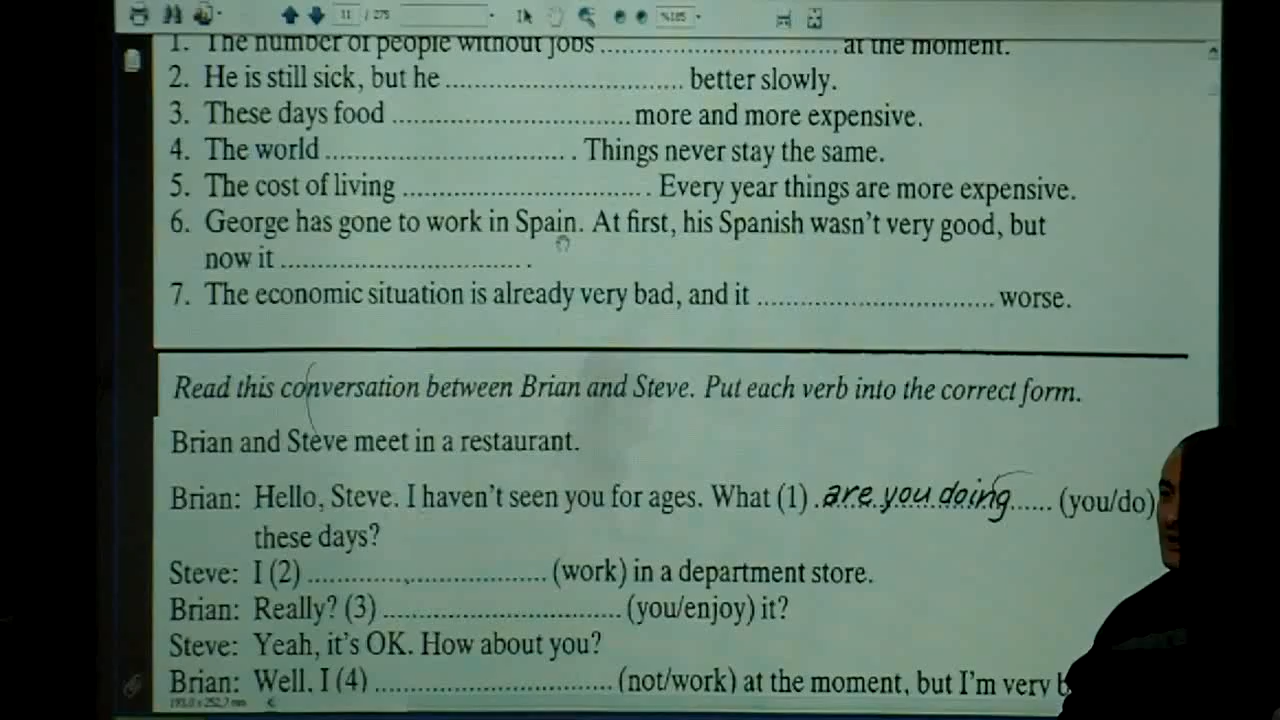 11 / 275
%185
1. The number of people without jobs ........................................ at the moment.
2. He is still sick, but he ........................................ better slowly.
3. These days food ........................................ more and more expensive.
4. The world ........................................ . Things never stay the same.
5. The cost of living ........................................ . Every year things are more expensive.
6. George has gone to work in Spain. At first, his Spanish wasn't very good, but
now it ........................................ .
7. The economic situation is already very bad, and it ........................................ worse.
Read this conversation between Brian and Steve. Put each verb into the correct form.
Brian and Steve meet in a restaurant.
Brian: Hello, Steve. I haven't seen you for ages. What (1) .are you doing...... (you/do)
these days?
Steve: I (2) ........................................ (work) in a department store.
Brian: Really? (3) ........................................ (you/enjoy) it?
Steve: Yeah, it's OK. How about you?
Brian: Well, I (4) ........................................ (not/work) at the moment, but I'm very